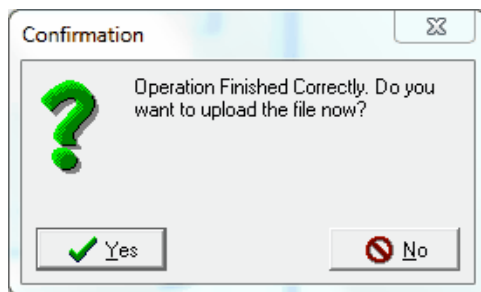 Confirmation
Operation Finished Correctly. Do you
want to upload the file now?
Yes
No